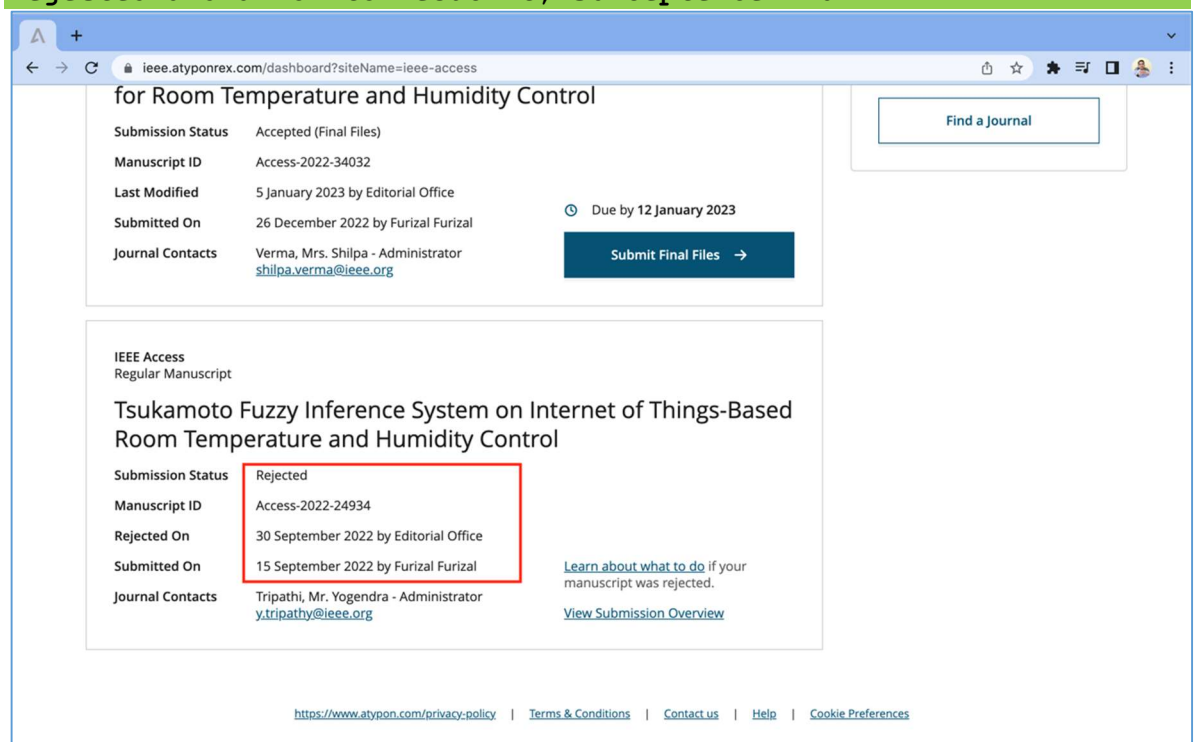 ieee.atyponrex.com/dashboard?siteName=ieee-access
for Room Temperature and Humidity Control
Submission Status Accepted (Final Files)
Manuscript ID Access-2022-34032
Last Modified 5 January 2023 by Editorial Office
Submitted On 26 December 2022 by Furizal Furizal
Journal Contacts Verma, Mrs. Shilpa - Administrator
shilpa.verma@ieee.org
Due by 12 January 2023
Submit Final Files →
Find a Journal
IEEE Access
Regular Manuscript
Tsukamoto Fuzzy Inference System on Internet of Things-Based
Room Temperature and Humidity Control
Submission Status Rejected
Manuscript ID Access-2022-24934
Rejected On 30 September 2022 by Editorial Office
Submitted On 15 September 2022 by Furizal Furizal
Journal Contacts Tripathi, Mr. Yogendra - Administrator
y.tripathy@ieee.org
Learn about what to do if your
manuscript was rejected.
View Submission Overview
https://www.atypon.com/privacy-policy | Terms & Conditions | Contact us | Help | Cookie Preferences